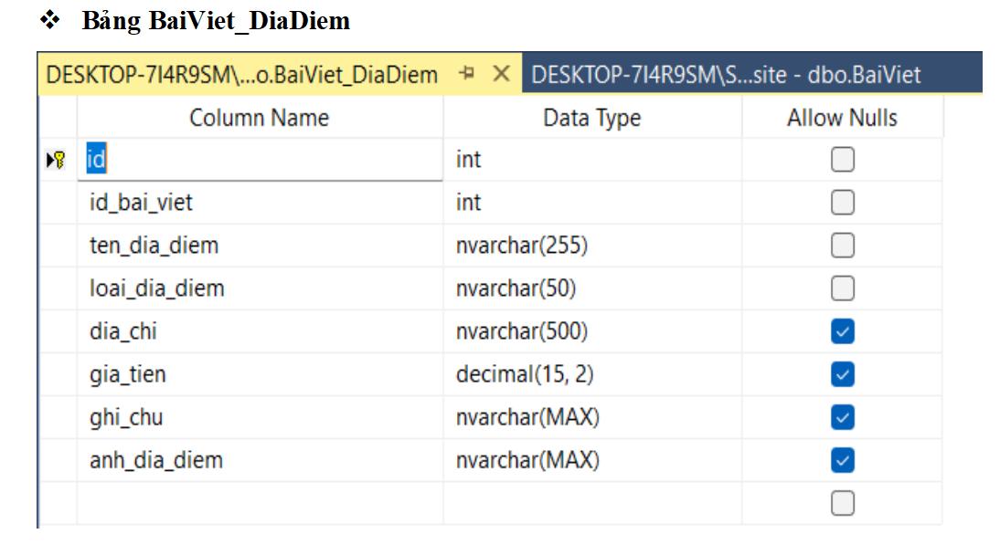 ❖ Bảng BaiViet_DiaDiem
DESKTOP-7I4R9SM\...o.BaiViet_DiaDiem DESKTOP-7I4R9SM\S...site - dbo.BaiViet
Column Name Data Type Allow Nulls
id int
id_bai_viet int
ten_dia_diem nvarchar(255)
loai_dia_diem nvarchar(50)
dia_chi nvarchar(500)
gia_tien decimal(15, 2)
ghi_chu nvarchar(MAX)
anh_dia_diem nvarchar(MAX)